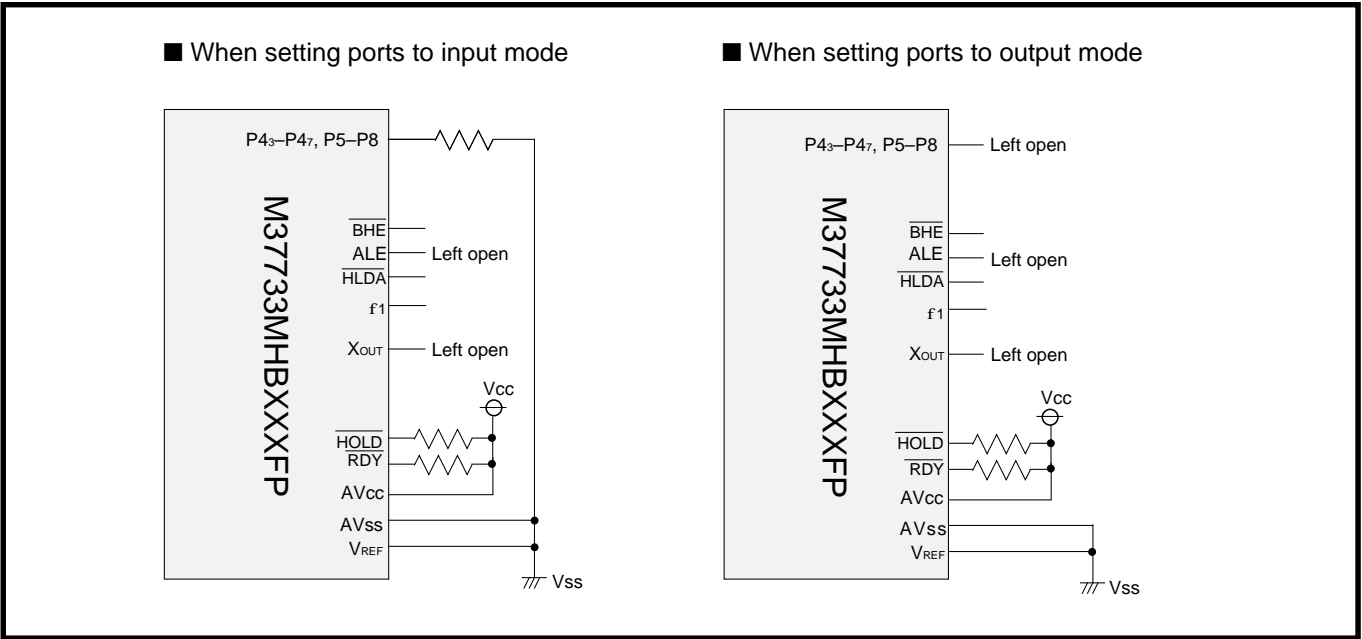 ■ When setting ports to input mode
P43–P47, P5–P8
M37733MHBXXXFP
BHE
ALE
Left open
HLDA
f1
XOUT
Left open
Vcc
HOLD
RDY
AVcc
AVss
VREF
Vss
■ When setting ports to output mode
P43–P47, P5–P8
Left open
M37733MHBXXXFP
BHE
ALE
Left open
HLDA
f1
XOUT
Left open
Vcc
HOLD
RDY
AVcc
AVss
VREF
Vss